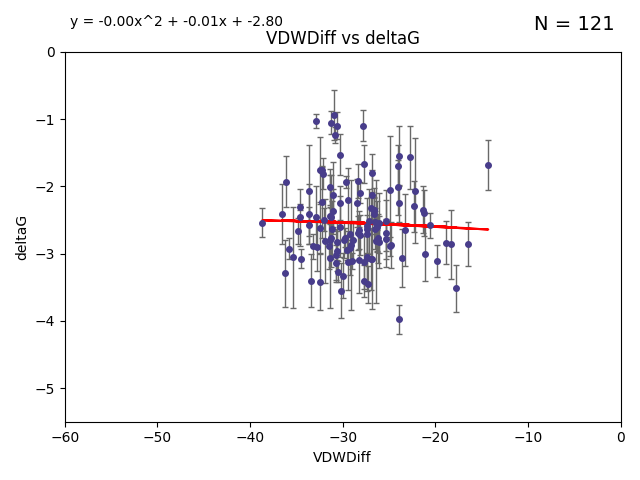 y = -0.00x^2 + -0.01x + -2.80
N = 121
VDWDiff vs deltaG
0
−1
−2
−3
−4
−5
deltaG
−60 −50 −40 −30 −20 −10 0
VDWDiff